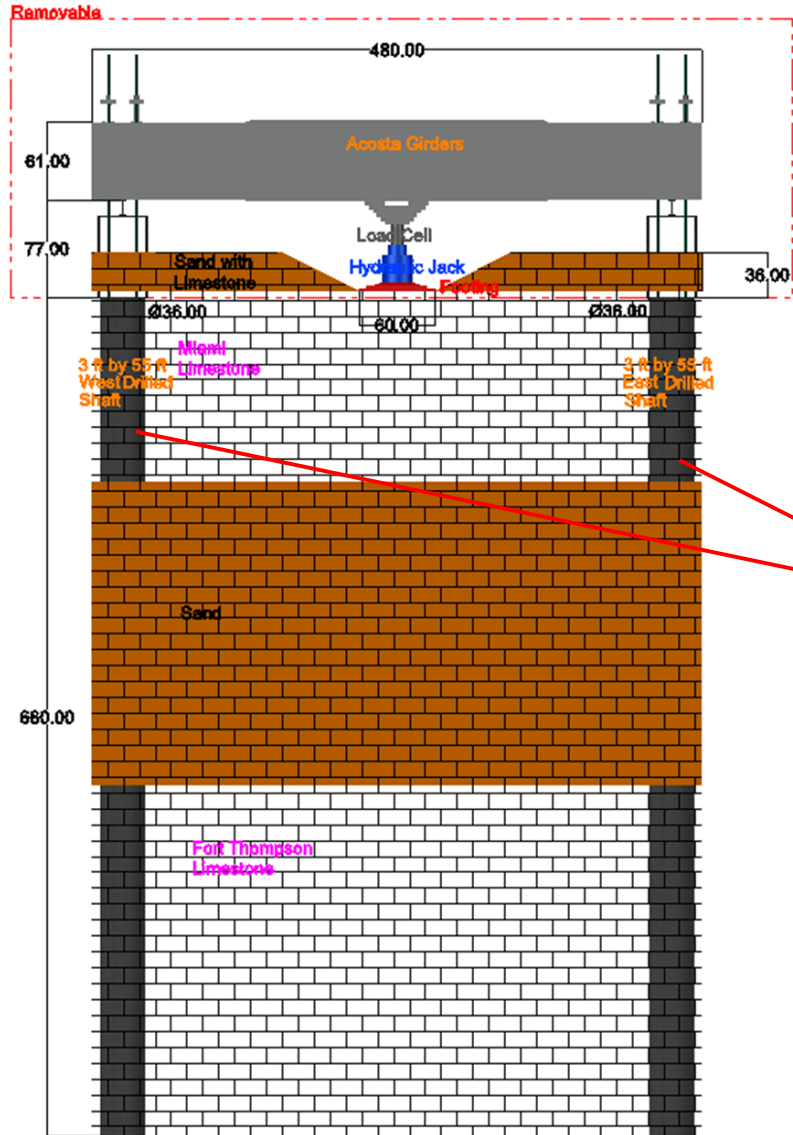 Removable
480.00
Acosta Girders
61.00
Load Cell
77.00
Sand with
Limestone
Hydraulic Jack
Footing
36.00
Ø36.00
60.00
Ø36.00
Miami
Limestone
3 ft by 55 ft
West Drilled
Shaft
3 ft by 55 ft
East Drilled
Shaft
Sand
660.00
Fort Thompson
Limestone